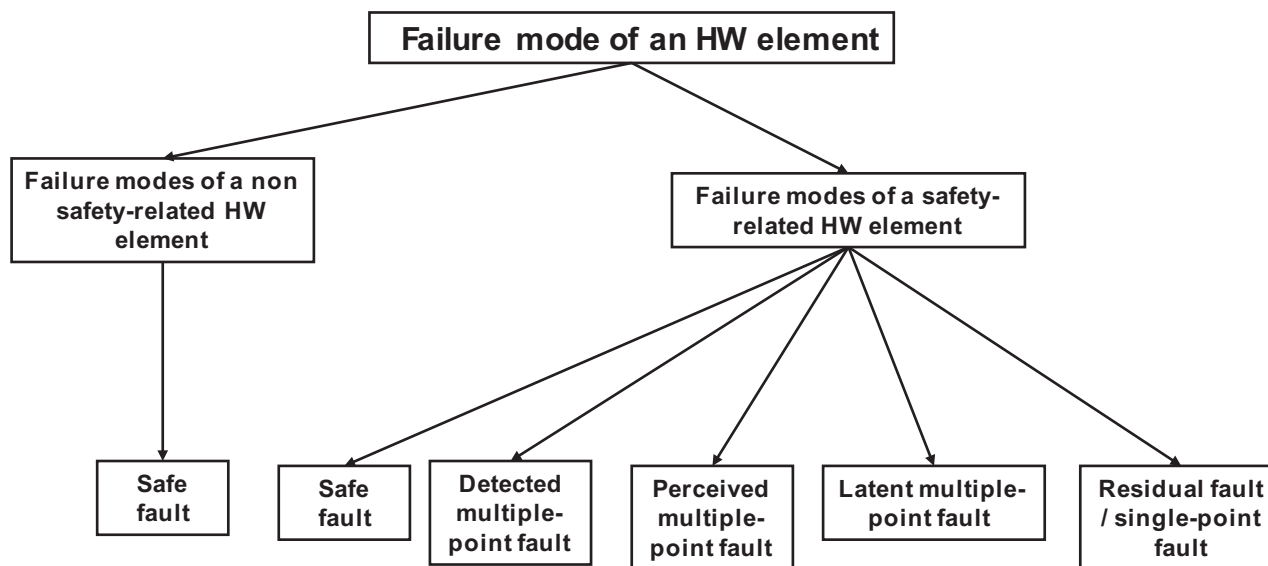 Failure mode of an HW element
Failure modes of a non
safety-related HW
element
Failure modes of a safety-
related HW element
Safe
fault
Safe
fault
Detected
multiple-
point fault
Perceived
multiple-
point fault
Latent multiple-
point fault
Residual fault
/ single-point
fault